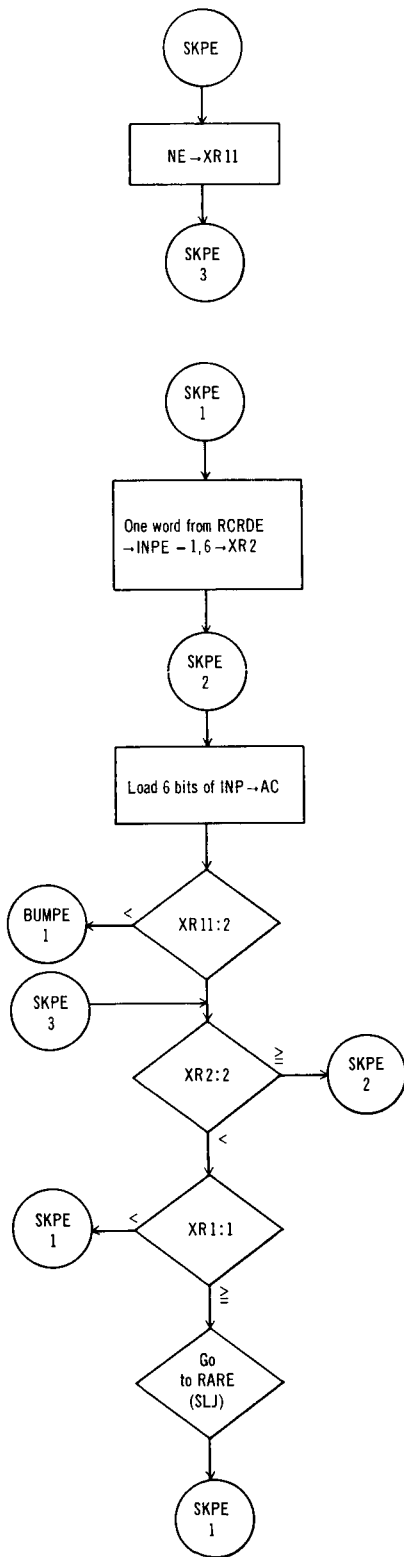 SKPE
NE→XR11
SKPE
3
SKPE
1
One word from RCRDE
→INPE – 1,6→XR2
SKPE
2
Load 6 bits of INP→AC
XR11:2
<
BUMPE
1
SKPE
3
XR2:2
≧
SKPE
2
<
XR1:1
<
SKPE
1
≧
Go
to RARE
(SLJ)
SKPE
1